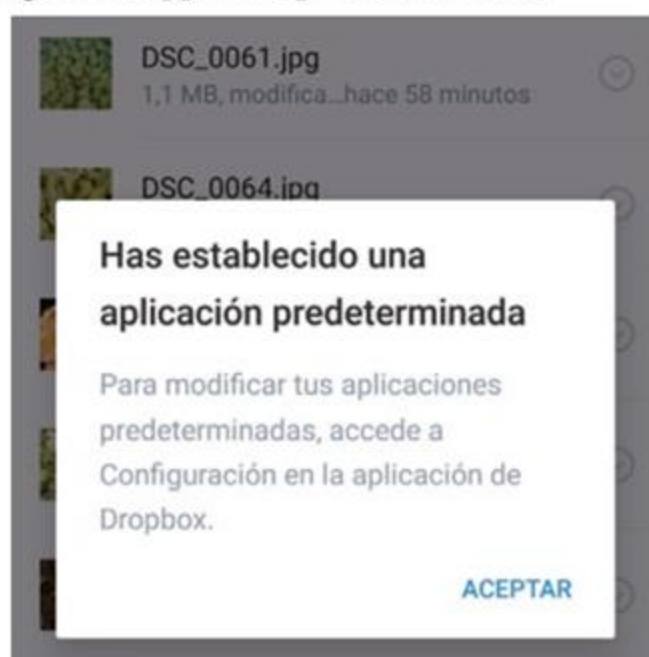 DSC_0061.jpg
1,1 MB, modifica...hace 58 minutos
DSC_0064.jpg
Has establecido una
aplicación predeterminada
Para modificar tus aplicaciones
predeterminadas, accede a
Configuración en la aplicación de
Dropbox.
ACEPTAR